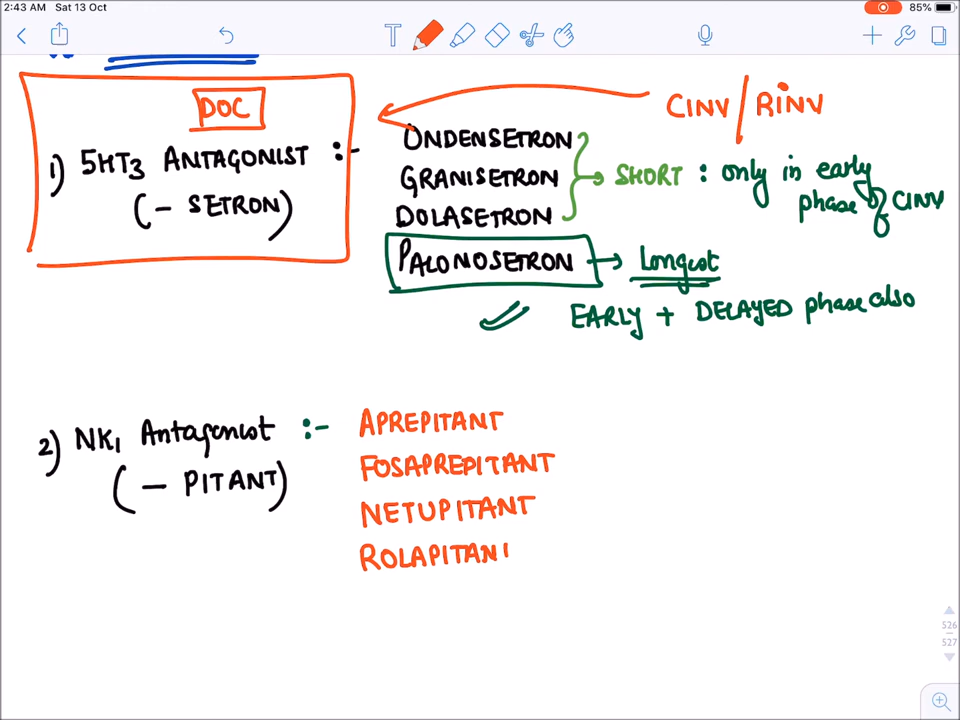 2:43 AM Sat 13 Oct
85%
T
DOC
CINV / RINV
1) 5HT3 ANTAGONIST :-
(- SETRON)
ONDENSETRON
GRANISETRON
DOLASETRON
→ SHORT : only in early
phase of CINV
PALONOSETRON → Longest
EARLY + DELAYED phase also
2) NK1 Antagonist :-
(- PITANT)
APREPITANT
FOSAPREPITANT
NETUPITANT
ROLAPITAN
526
527